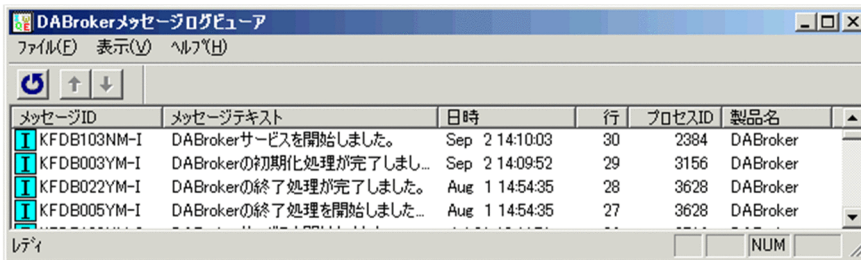 DABrokerメッセージログビューア
ファイル(F) 表示(V) ヘルプ(H)
メッセージID メッセージテキスト 日時 行 プロセスID 製品名
I KFDB103NM-I DABrokerサービスを開始しました。 Sep 2 14:10:03 30 2384 DABroker
I KFDB003YM-I DABrokerの初期化処理が完了しまし... Sep 2 14:09:52 29 3156 DABroker
I KFDB022YM-I DABrokerの終了処理が完了しました。 Aug 1 14:54:35 28 3628 DABroker
I KFDB005YM-I DABrokerの終了処理を開始しました... Aug 1 14:54:35 27 3628 DABroker
レディ NUM